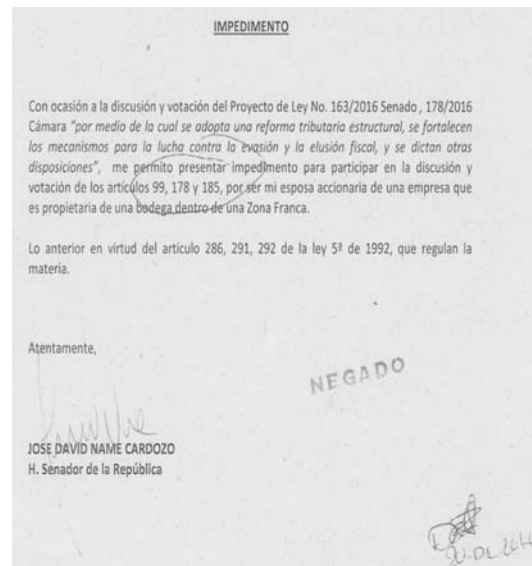 IMPEDIMENTO
Con ocasión a la discusión y votación del Proyecto de Ley No. 163/2016 Senado , 178/2016
Cámara "por medio de la cual se adopta una reforma tributaria estructural, se fortalecen
los mecanismos para la lucha contra la evasión y la elusión fiscal, y se dictan otras
disposiciones", me permito presentar impedimento para participar en la discusión y
votación de los artículos 99, 178 y 185, por ser mi esposa accionaria de una empresa que
es propietaria de una bodega dentro de una Zona Franca.
Lo anterior en virtud del artículo 286, 291, 292 de la ley 5ª de 1992, que regulan la
materia.
Atentamente,
NEGADO
JOSE DAVID NAME CARDOZO
H. Senador de la República